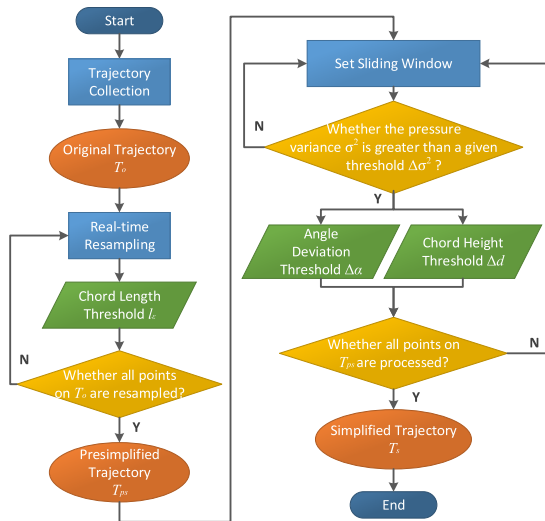 Start
Trajectory
Collection
Original Trajectory
Tₒ
Real-time
Resampling
Chord Length
Threshold l꜀
N
Whether all points
on Tₒ are resampled?
Y
Presimplified
Trajectory
Tₚₛ
Set Sliding Window
N
Whether the pressure
variance σ² is greater than a given
threshold Δσ² ?
Y
Angle
Deviation
Threshold Δα
Chord Height
Threshold Δd
Whether all points on
Tₚₛ are processed?
N
Y
Simplified Trajectory
Tₛ
End